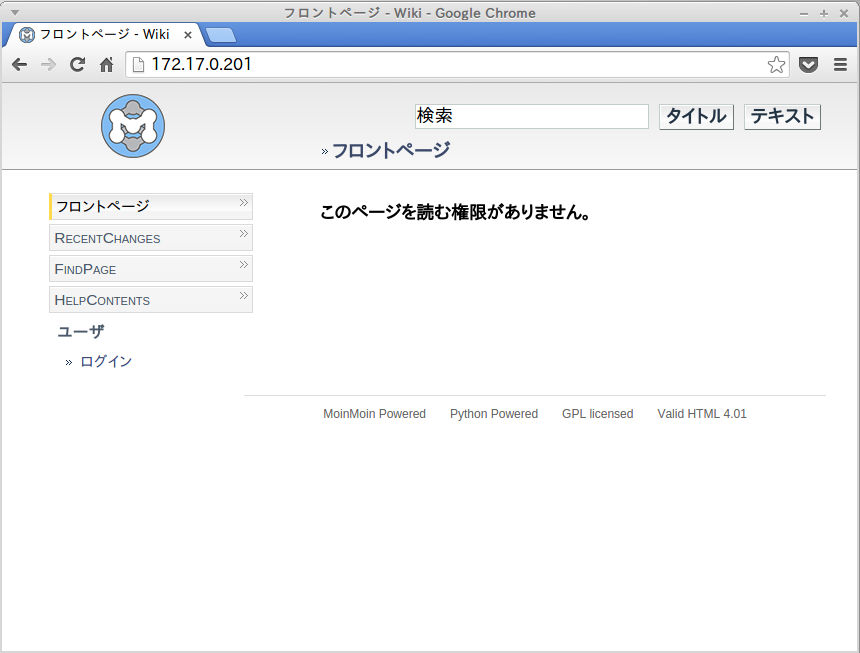 フロントページ - Wiki - Google Chrome
フロントページ - Wiki
172.17.0.201
検索 タイトル テキスト
» フロントページ
フロントページ
RecentChanges
FindPage
HelpContents
ユーザ
» ログイン
このページを読む権限がありません。
MoinMoin Powered Python Powered GPL licensed Valid HTML 4.01